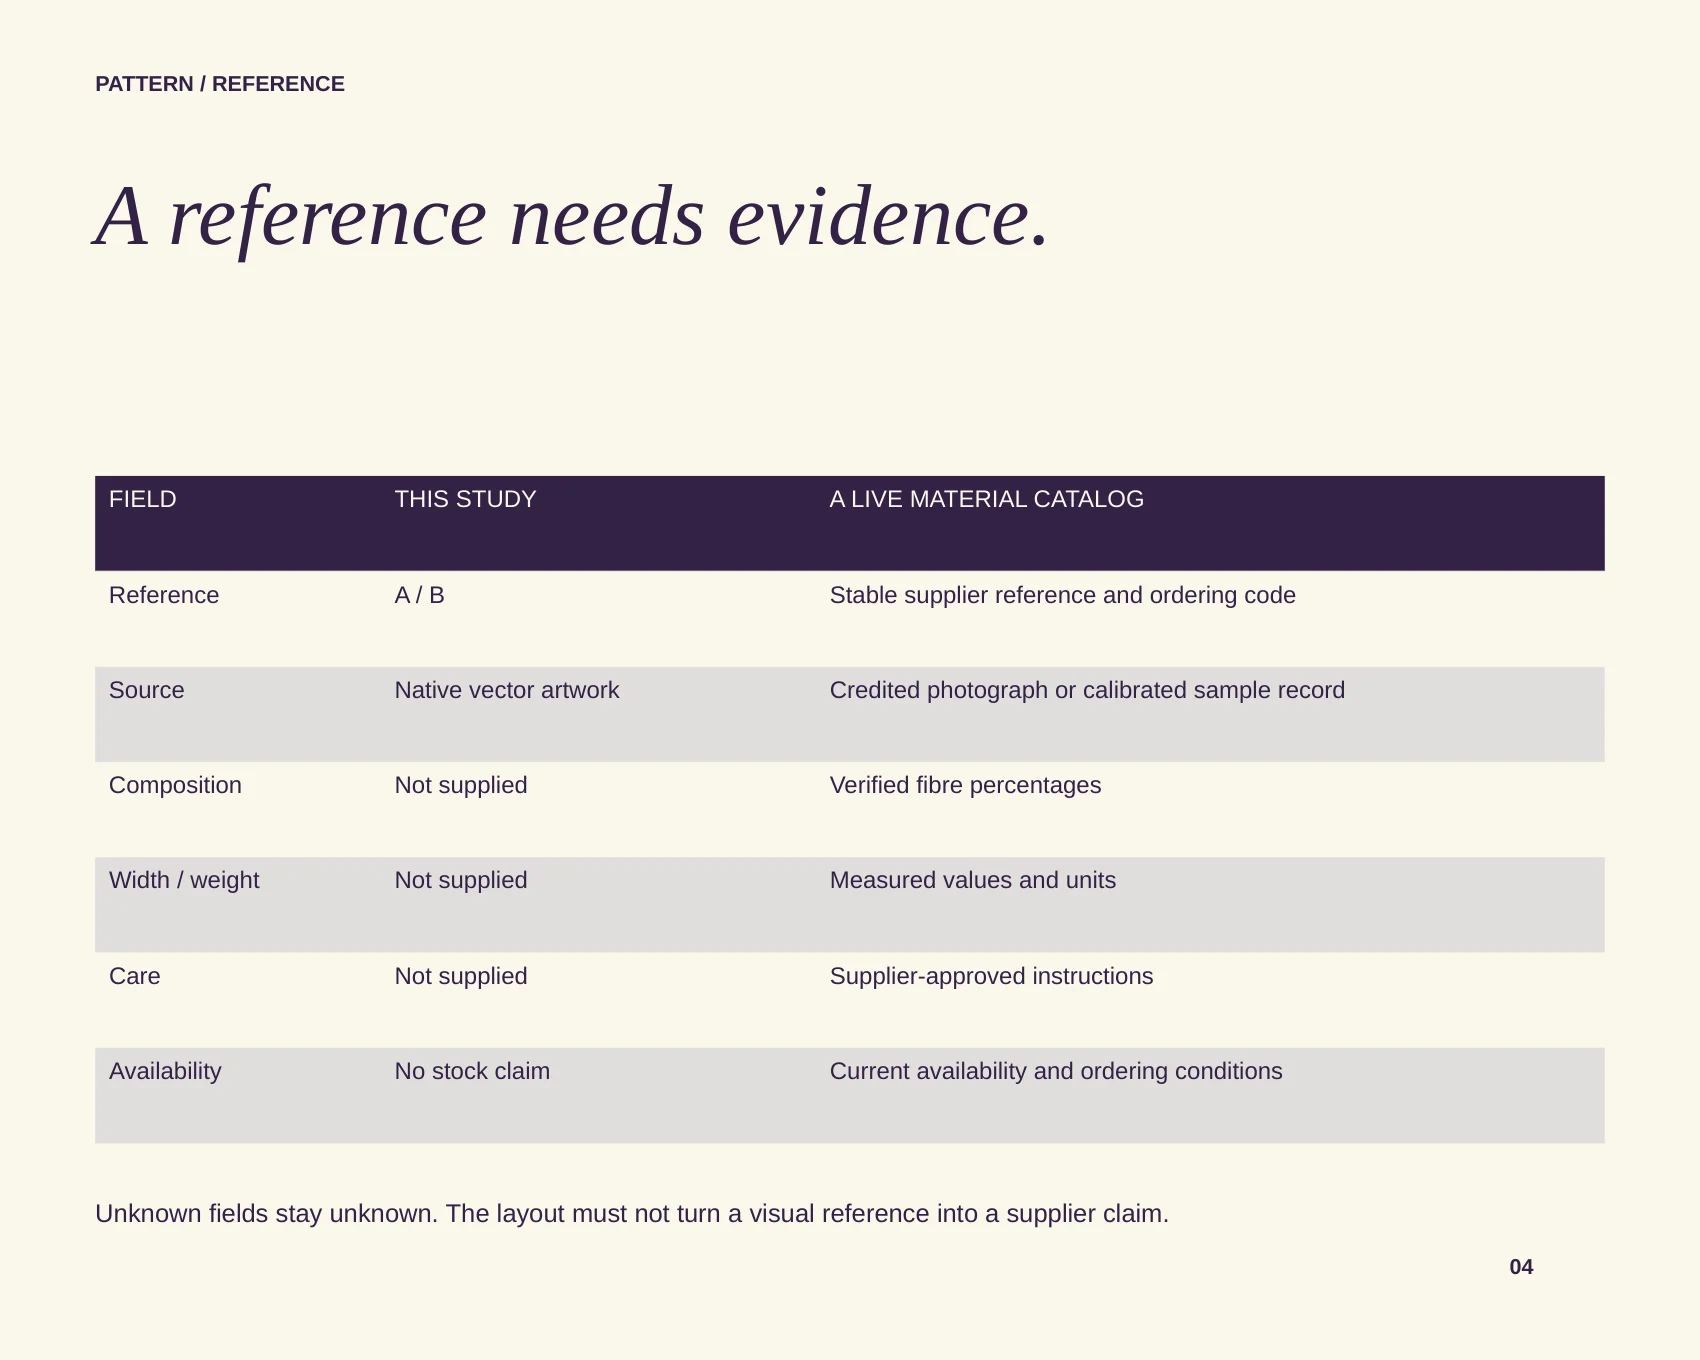 PATTERN / REFERENCE
A reference needs evidence.
FIELD THIS STUDY A LIVE MATERIAL CATALOG
Reference A / B Stable supplier reference and ordering code
Source Native vector artwork Credited photograph or calibrated sample record
Composition Not supplied Verified fibre percentages
Width / weight Not supplied Measured values and units
Care Not supplied Supplier-approved instructions
Availability No stock claim Current availability and ordering conditions
Unknown fields stay unknown. The layout must not turn a visual reference into a supplier claim.
04